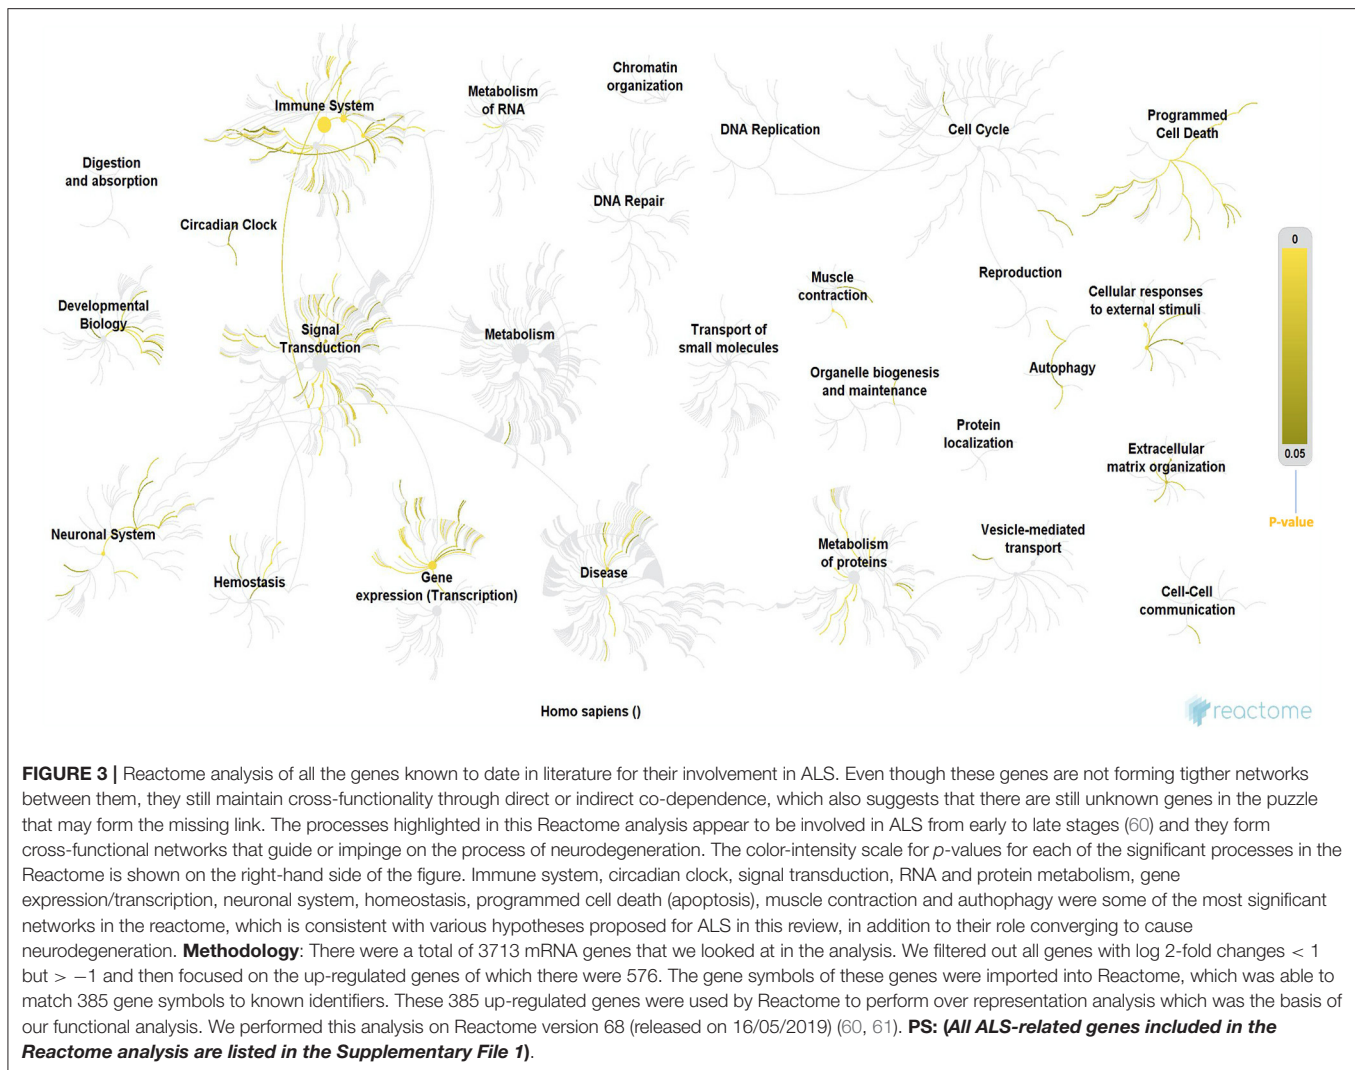 Immune System
Metabolism
of RNA
Chromatin
organization
DNA Replication
Cell Cycle
Programmed
Cell Death
Digestion
and absorption
DNA Repair
Circadian Clock
0
Developmental
Biology
Signal
Transduction
Metabolism
Transport of
small molecules
Muscle
contraction
Reproduction
Cellular responses
to external stimuli
Organelle biogenesis
and maintenance
Autophagy
Protein
localization
Extracellular
matrix organization
0.05
P-value
Neuronal System
Hemostasis
Gene
expression (Transcription)
Disease
Metabolism
of proteins
Vesicle-mediated
transport
Cell-Cell
communication
Homo sapiens ()
reactome
FIGURE 3 | Reactome analysis of all the genes known to date in literature for their involvement in ALS. Even though these genes are not forming tigther networks
between them, they still maintain cross-functionality through direct or indirect co-dependence, which also suggests that there are still unknown genes in the puzzle
that may form the missing link. The processes highlighted in this Reactome analysis appear to be involved in ALS from early to late stages (60) and they form
cross-functional networks that guide or impinge on the process of neurodegeneration. The color-intensity scale for p-values for each of the significant processes in the
Reactome is shown on the right-hand side of the figure. Immune system, circadian clock, signal transduction, RNA and protein metabolism, gene
expression/transcription, neuronal system, homeostasis, programmed cell death (apoptosis), muscle contraction and authophagy were some of the most significant
networks in the reactome, which is consistent with various hypotheses proposed for ALS in this review, in addition to their role converging to cause
neurodegeneration. Methodology: There were a total of 3713 mRNA genes that we looked at in the analysis. We filtered out all genes with log 2-fold changes < 1
but > −1 and then focused on the up-regulated genes of which there were 576. The gene symbols of these genes were imported into Reactome, which was able to
match 385 gene symbols to known identifiers. These 385 up-regulated genes were used by Reactome to perform over representation analysis which was the basis of
our functional analysis. We performed this analysis on Reactome version 68 (released on 16/05/2019) (60, 61). PS: (All ALS-related genes included in the
Reactome analysis are listed in the Supplementary File 1).